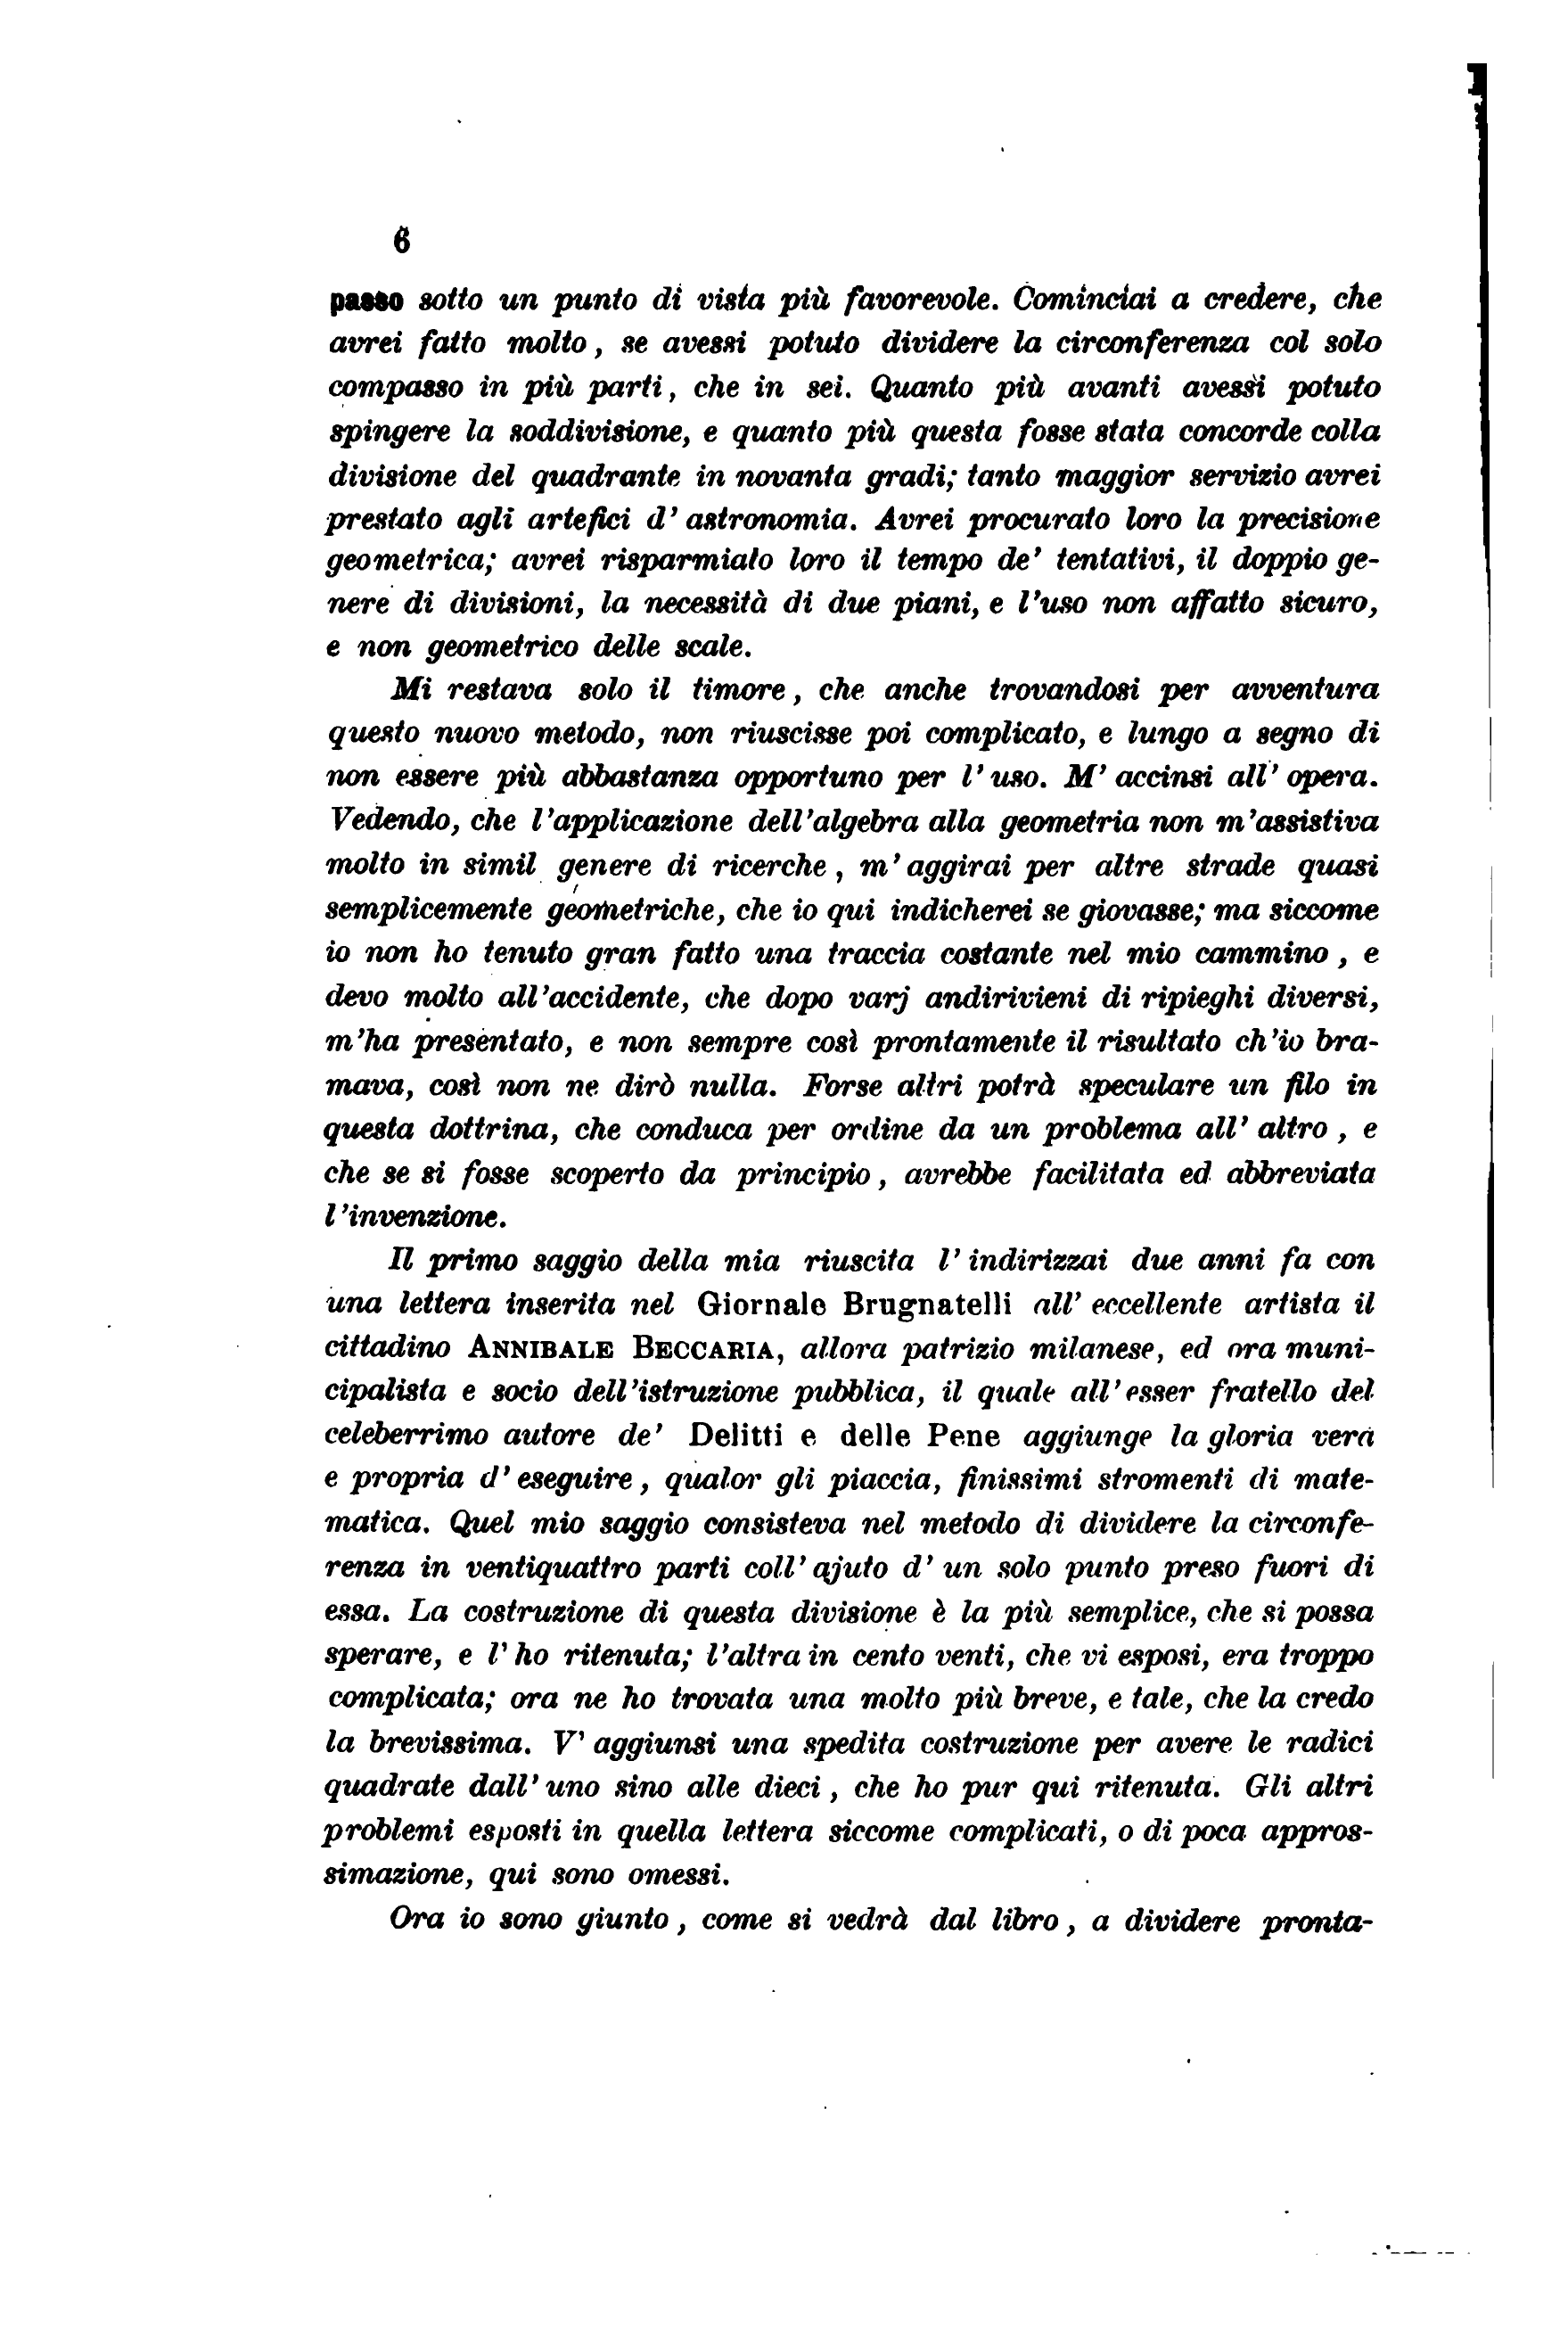 6
passo sotto un punto di vista più favorevole. Cominciai a credere, che
avrei fatto molto, se avessi potuto dividere la circonferenza col solo
compasso in più parti, che in sei. Quanto più avanti avessi potuto
spingere la soddivisione, e quanto più questa fosse stata concorde colla
divisione del quadrante in novanta gradi; tanto maggior servizio avrei
prestato agli artefici d' astronomia. Avrei procurato loro la precisione
geometrica; avrei risparmiato loro il tempo de' tentativi, il doppio ge-
nere di divisioni, la necessità di due piani, e l'uso non affatto sicuro,
e non geometrico delle scale.
Mi restava solo il timore, che anche trovandosi per avventura
questo nuovo metodo, non riuscisse poi complicato, e lungo a segno di
non essere più abbastanza opportuno per l' uso. M' accinsi all' opera.
Vedendo, che l'applicazione dell'algebra alla geometria non m'assistiva
molto in simil genere di ricerche, m' aggirai per altre strade quasi
semplicemente geometriche, che io qui indicherei se giovasse; ma siccome
io non ho tenuto gran fatto una traccia costante nel mio cammino, e
devo molto all'accidente, che dopo varj andirivieni di ripieghi diversi,
m'ha presentato, e non sempre così prontamente il risultato ch'io bra-
mava, così non ne dirò nulla. Forse altri potrà speculare un filo in
questa dottrina, che conduca per ordine da un problema all' altro, e
che se si fosse scoperto da principio, avrebbe facilitata ed abbreviata
l'invenzione.
Il primo saggio della mia riuscita l' indirizzai due anni fa con
una lettera inserita nel Giornale Brugnatelli all' eccellente artista il
cittadino ANNIBALE BECCARIA, allora patrizio milanese, ed ora muni-
cipalista e socio dell'istruzione pubblica, il quale all' esser fratello del
celeberrimo autore de' Delitti e delle Pene aggiunge la gloria vera
e propria d' eseguire, qualor gli piaccia, finissimi stromenti di mate-
matica. Quel mio saggio consisteva nel metodo di dividere la circonfe-
renza in ventiquattro parti coll' ajuto d' un solo punto preso fuori di
essa. La costruzione di questa divisione è la più semplice, che si possa
sperare, e l' ho ritenuta; l'altra in cento venti, che vi esposi, era troppo
complicata; ora ne ho trovata una molto più breve, e tale, che la credo
la brevissima. V' aggiunsi una spedita costruzione per avere le radici
quadrate dall' uno sino alle dieci, che ho pur qui ritenuta. Gli altri
problemi esposti in quella lettera siccome complicati, o di poca appros-
simazione, qui sono omessi.
Ora io sono giunto, come si vedrà dal libro, a dividere pronta-